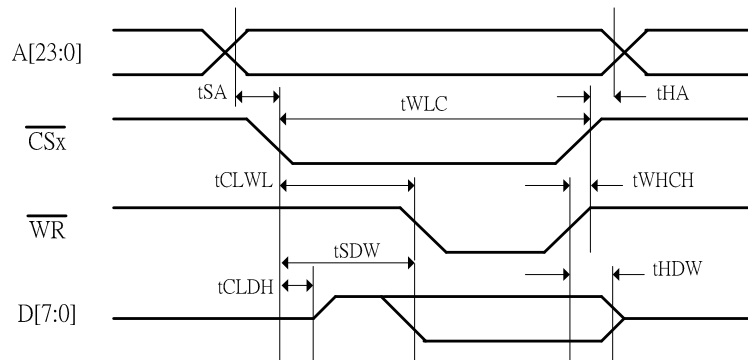 A[23:0]
tSA
tWLC
tHA
CSx
tCLWL
tWHCH
WR
tSDW
tHDW
tCLDH
D[7:0]